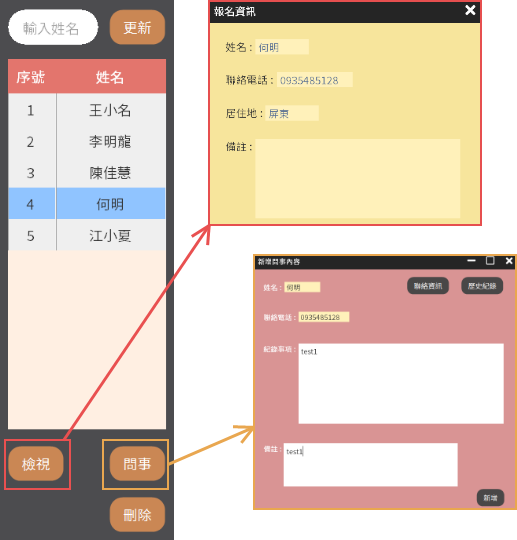 輸入姓名 更新
序號 姓名
1 王小名
2 李明龍
3 陳佳慧
4 何明
5 江小夏
檢視 問事
刪除
報名資訊
姓名: 何明
聯絡電話: 0935485128
居住地: 屏東
備註:
新增問事內容
姓名: 何明 聯絡資訊 歷史紀錄
聯絡電話: 0935485128
紀錄事項: test1
備註: test1
新增